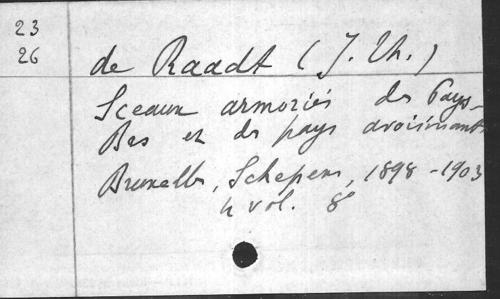 23
26
de Raadt (J. Th.)
Sceaux armoriés des Pays-
Bas et des pays avoisinants
Bruxelles, Schepens, 1898-1903
4 vol. 8°